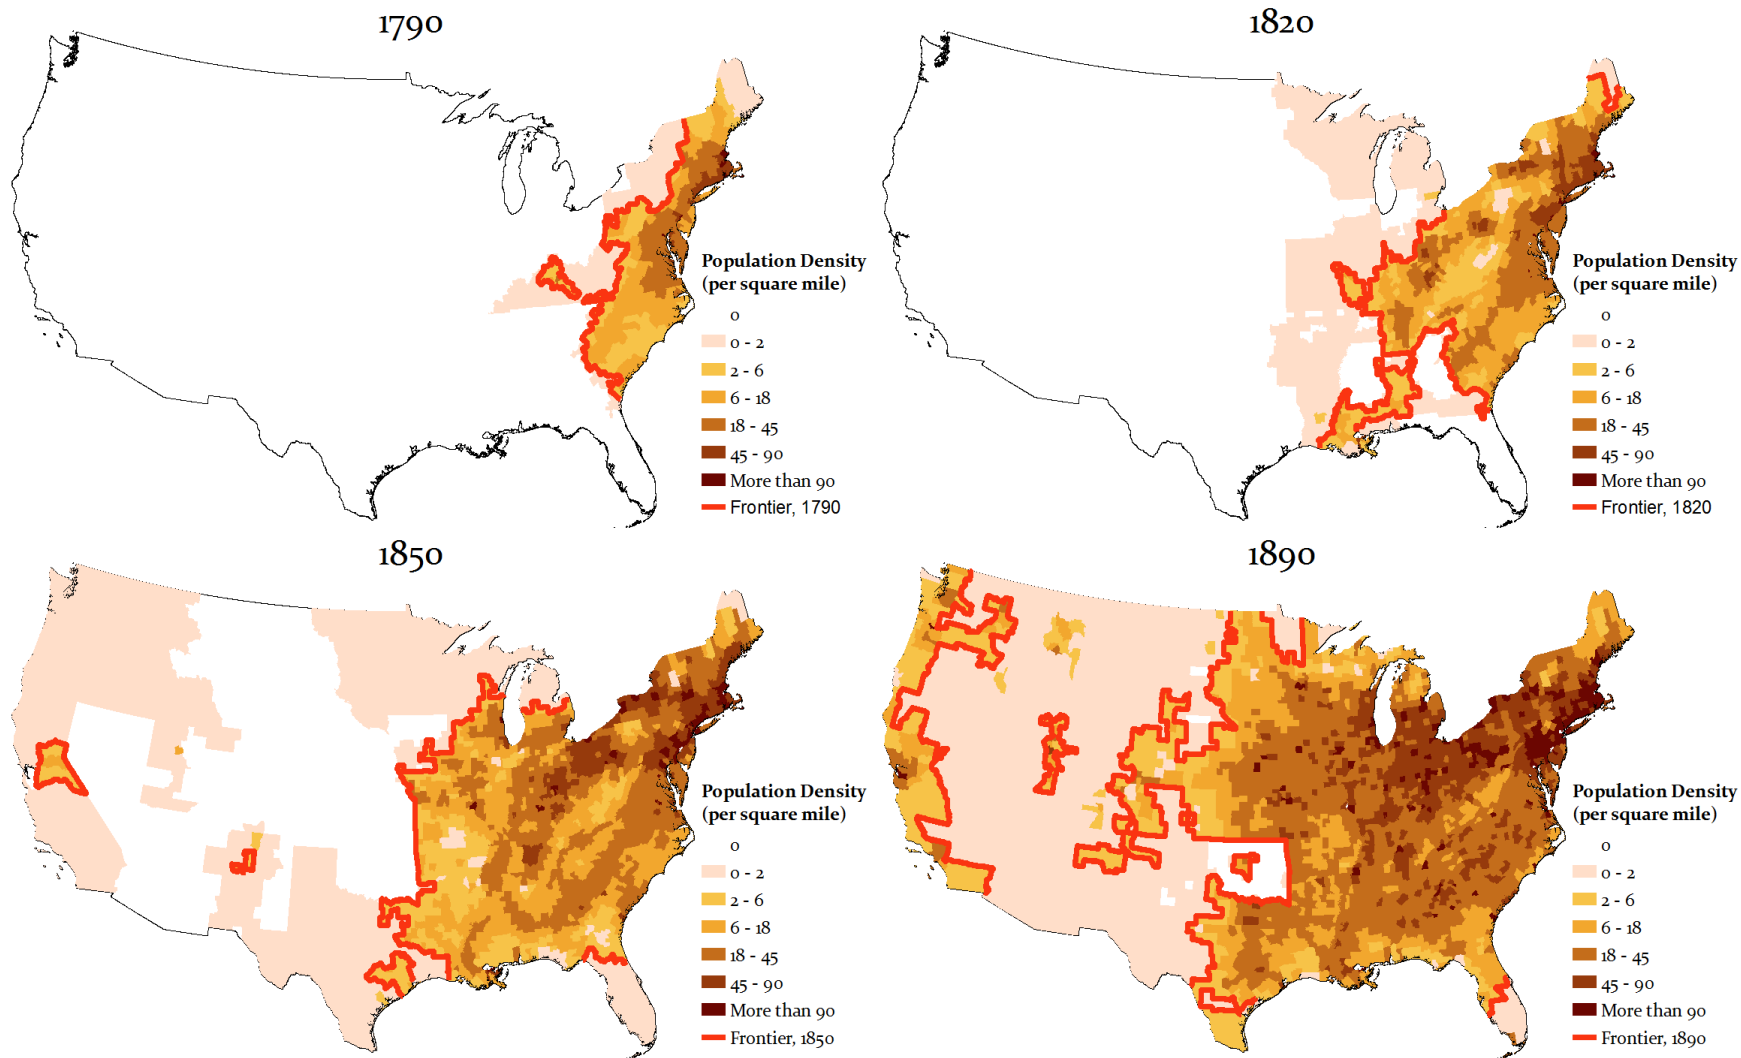 1790
Population Density
(per square mile)
0
0 - 2
2 - 6
6 - 18
18 - 45
45 - 90
More than 90
Frontier, 1790
1820
Population Density
(per square mile)
0
0 - 2
2 - 6
6 - 18
18 - 45
45 - 90
More than 90
Frontier, 1820
1850
Population Density
(per square mile)
0
0 - 2
2 - 6
6 - 18
18 - 45
45 - 90
More than 90
Frontier, 1850
1890
Population Density
(per square mile)
0
0 - 2
2 - 6
6 - 18
18 - 45
45 - 90
More than 90
Frontier, 1890